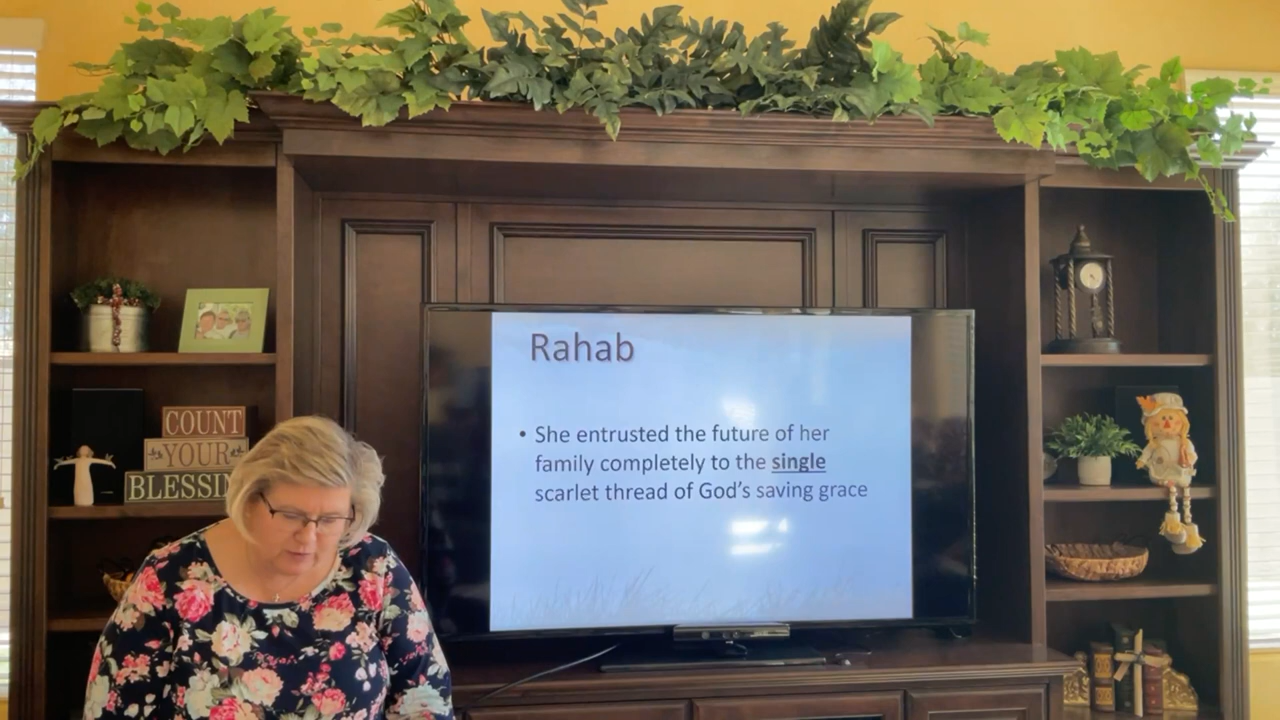 Rahab
• She entrusted the future of her
family completely to the single
scarlet thread of God's saving grace
COUNT
YOUR